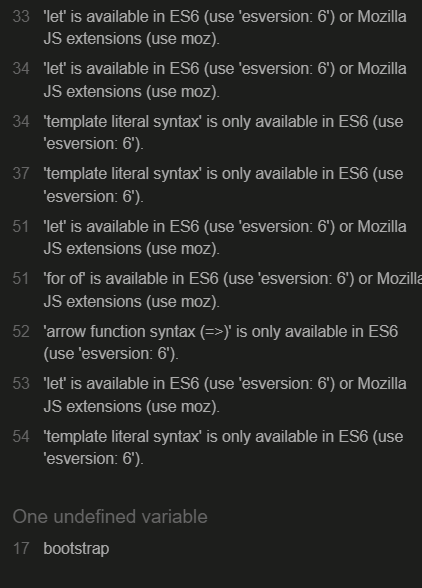 33 'let' is available in ES6 (use 'esversion: 6') or Mozilla
JS extensions (use moz).
34 'let' is available in ES6 (use 'esversion: 6') or Mozilla
JS extensions (use moz).
34 'template literal syntax' is only available in ES6 (use
'esversion: 6').
37 'template literal syntax' is only available in ES6 (use
'esversion: 6').
51 'let' is available in ES6 (use 'esversion: 6') or Mozilla
JS extensions (use moz).
51 'for of' is available in ES6 (use 'esversion: 6') or Mozilla
JS extensions (use moz).
52 'arrow function syntax (=>)' is only available in ES6
(use 'esversion: 6').
53 'let' is available in ES6 (use 'esversion: 6') or Mozilla
JS extensions (use moz).
54 'template literal syntax' is only available in ES6 (use
'esversion: 6').
One undefined variable
17 bootstrap